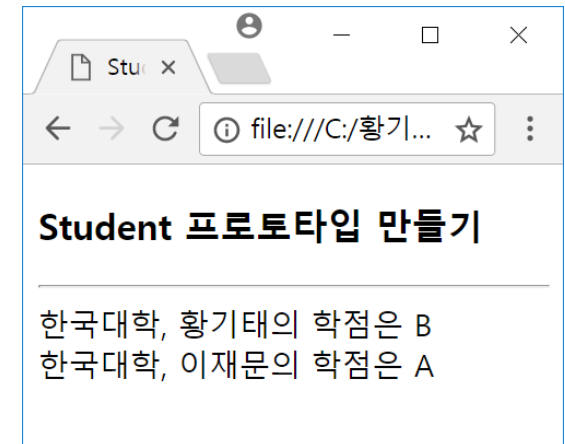 Stu
file:///C:/황기...
Student 프로토타입 만들기
한국대학, 황기태의 학점은 B
한국대학, 이재문의 학점은 A